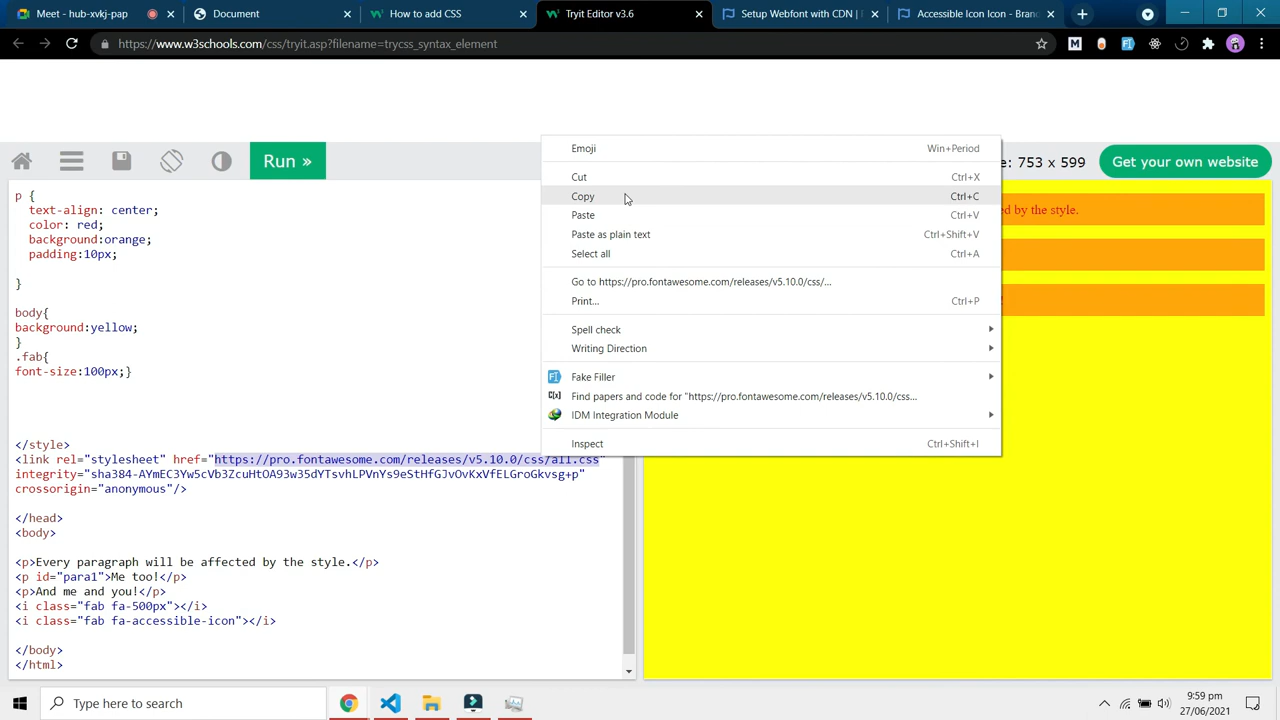 Meet - hub-vxkj-pap
Document
How to add CSS
Tryit Editor v3.6
Setup Webfont with CDN |
Accessible Icon Icon - Bran
https://www.w3schools.com/css/tryit.asp?filename=trycss_syntax_element
Run »
e: 753 x 599
Get your own website
Emoji Win+Period
Cut Ctrl+X
Copy Ctrl+C
Paste Ctrl+V
Paste as plain text Ctrl+Shift+V
Select all Ctrl+A
Go to https://pro.fontawesome.com/releases/v5.10.0/css/...
Print... Ctrl+P
Spell check
Writing Direction
Fake Filler
Find papers and code for "https://pro.fontawesome.com/releases/v5.10.0/css...
IDM Integration Module
Inspect Ctrl+Shift+I
p {
text-align: center;
color: red;
background:orange;
padding:10px;
}
body{
background:yellow;
}
.fab{
font-size:100px;}
</style>
<link rel="stylesheet" href="https://pro.fontawesome.com/releases/v5.10.0/css/all.css"
integrity="sha384-AYmEC3Yw5cVb3ZcuHtOA93w35dYTsvhLPVnYs9eStHfGJvOvKxVfELGroGkvsg+p"
crossorigin="anonymous"/>
</head>
<body>
<p>Every paragraph will be affected by the style.</p>
<p id="para1">Me too!</p>
<p>And me and you!</p>
<i class="fab fa-500px"></i>
<i class="fab fa-accessible-icon"></i>
</body>
</html>
ed by the style.
Type here to search
9:59 pm
27/06/2021